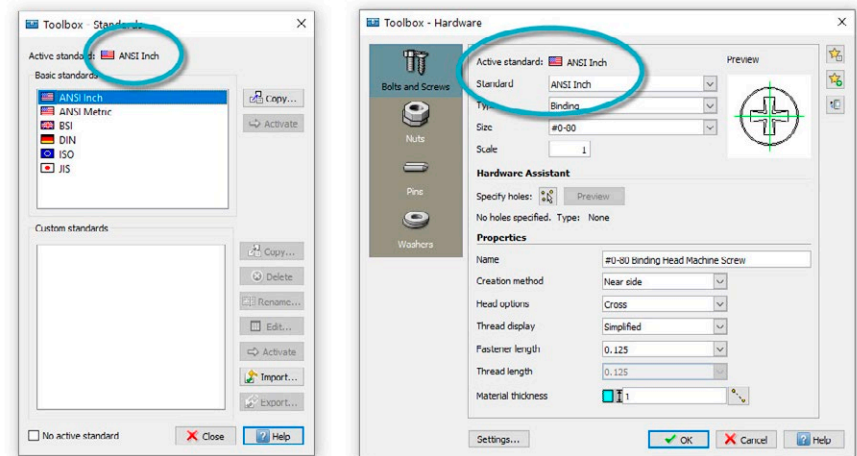 Toolbox - Standards
Active standard: ANSI Inch
Basic standards
ANSI Inch
ANSI Metric
BSI
DIN
ISO
JIS
Copy...
Activate
Custom standards
Copy...
Delete
Rename...
Edit...
Activate
Import...
Export...
No active standard
Close
Help
Toolbox - Hardware
Bolts and Screws
Nuts
Pins
Washers
Active standard: ANSI Inch
Preview
Standard ANSI Inch
Type Binding
Size #0-80
Scale 1
Hardware Assistant
Specify holes: Preview
No holes specified. Type: None
Properties
Name #0-80 Binding Head Machine Screw
Creation method Near side
Head options Cross
Thread display Simplified
Fastener length 0.125
Thread length 0.125
Material thickness 1
Settings...
OK
Cancel
Help